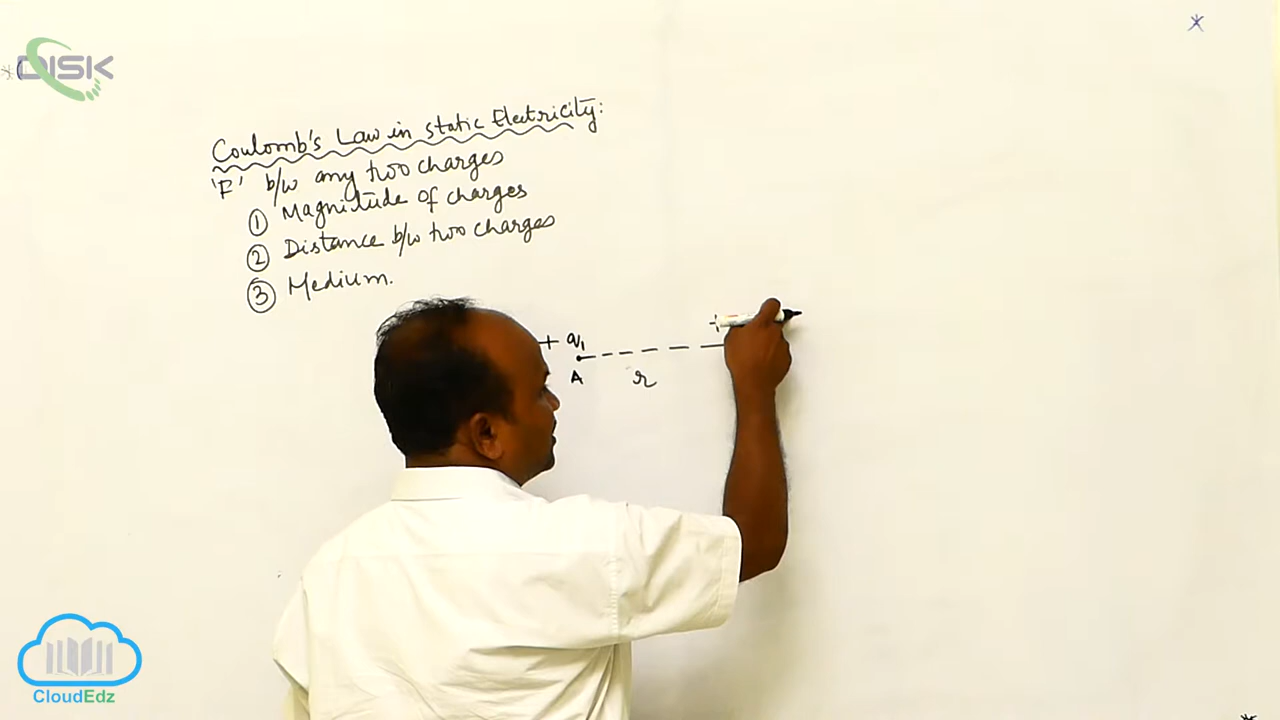 DISK
Coulomb's Law in static Electricity:
'F' b/w any two charges
① Magnitude of charges
② Distance b/w two charges
③ Medium.
+ q₁
A
r
CloudEdz